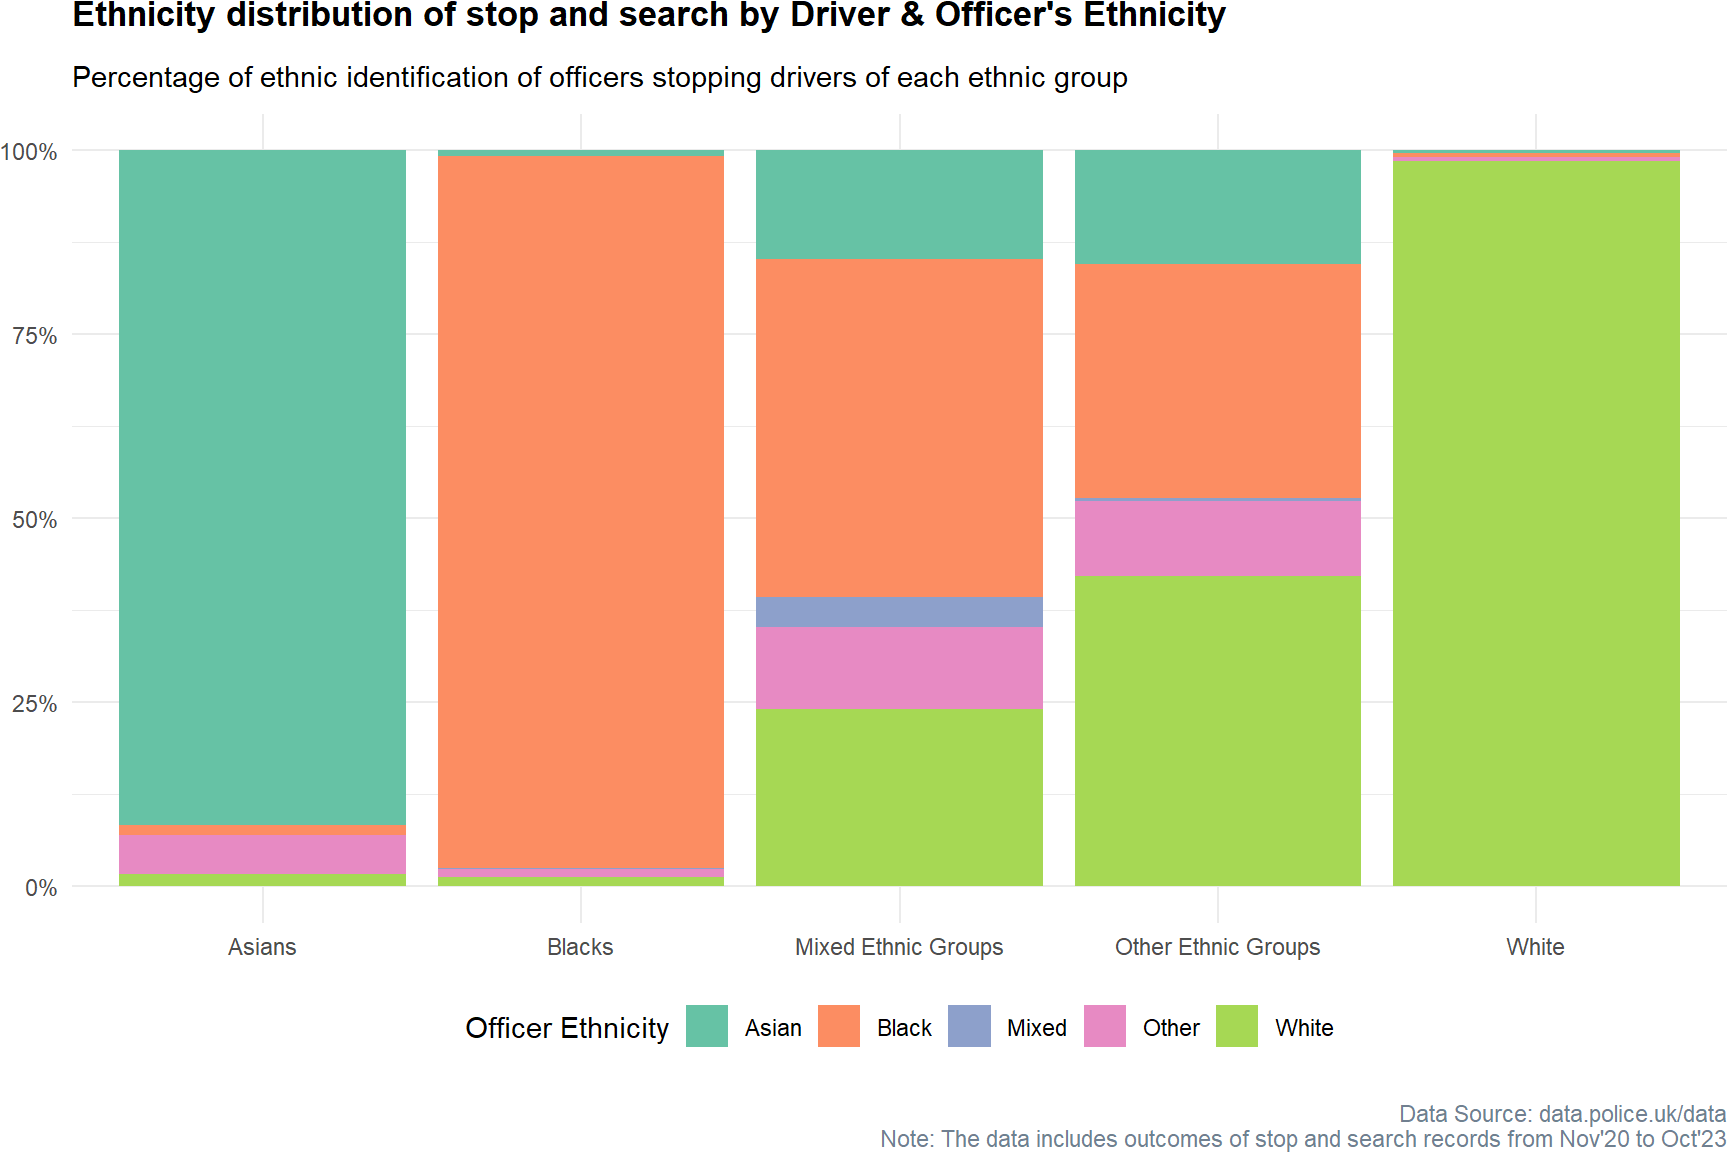 Ethnicity distribution of stop and search by Driver & Officer's Ethnicity
Percentage of ethnic identification of officers stopping drivers of each ethnic group
100%
75%
50%
25%
0%
Asians Blacks Mixed Ethnic Groups Other Ethnic Groups White
Officer Ethnicity Asian Black Mixed Other White
Data Source: data.police.uk/data
Note: The data includes outcomes of stop and search records from Nov'20 to Oct'23